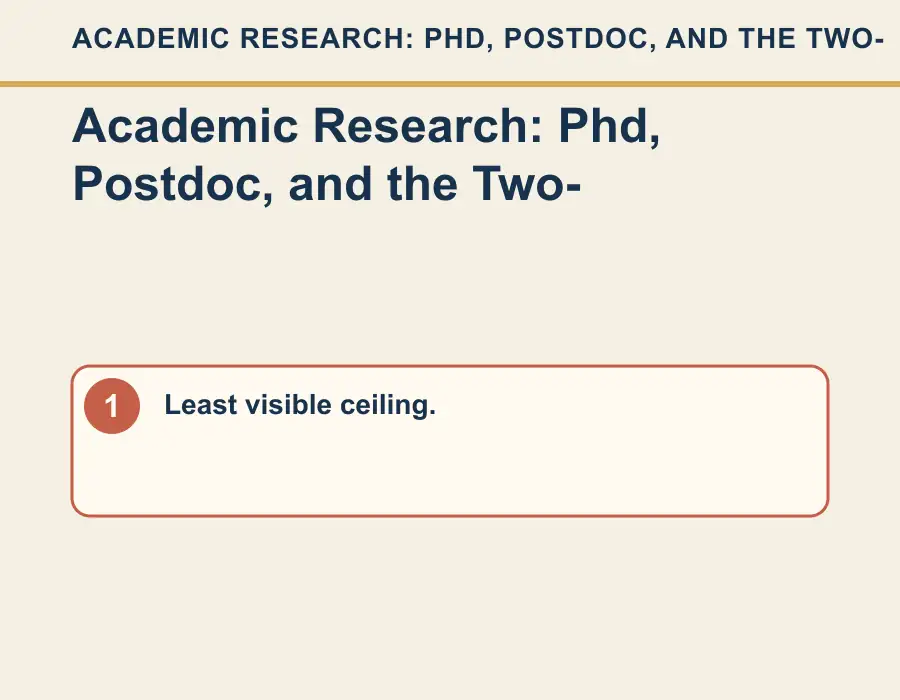 ACADEMIC RESEARCH: PHD, POSTDOC, AND THE TWO-
Academic Research: Phd,
Postdoc, and the Two-
1 Least visible ceiling.